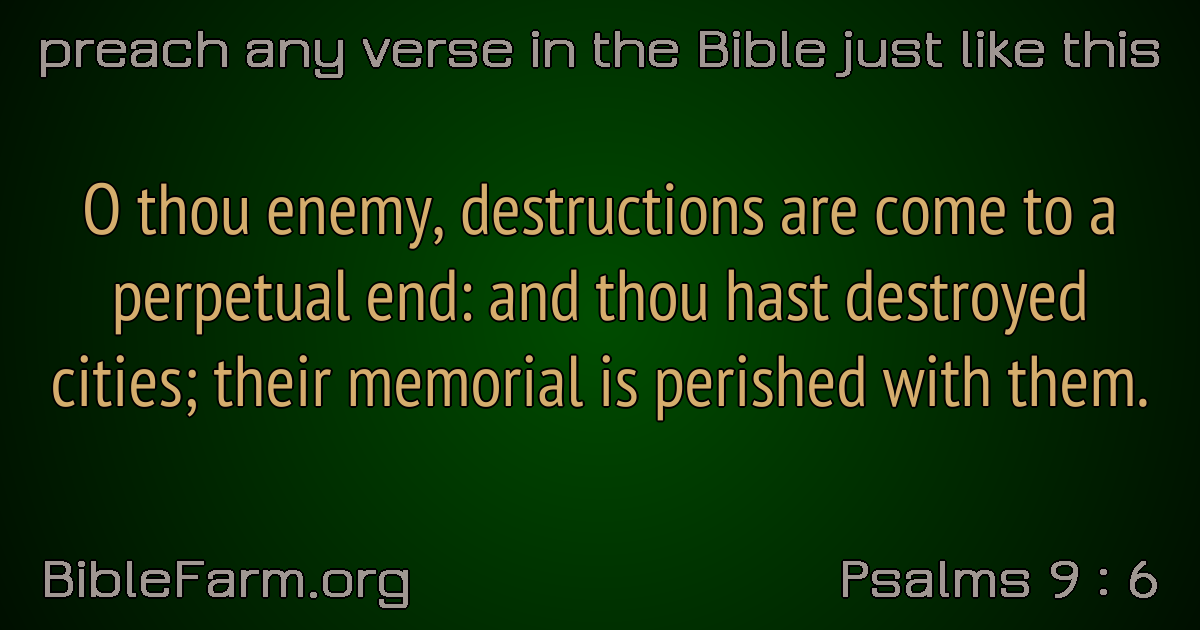 preach any verse in the Bible just like this
O thou enemy, destructions are come to a
perpetual end: and thou hast destroyed
cities; their memorial is perished with them.
BibleFarm.org
Psalms 9 : 6